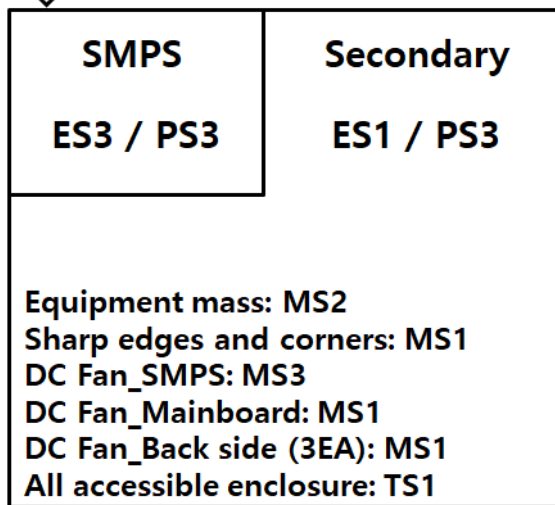 SMPS
ES3 / PS3
Secondary
ES1 / PS3
Equipment mass: MS2
Sharp edges and corners: MS1
DC Fan_SMPS: MS3
DC Fan_Mainboard: MS1
DC Fan_Back side (3EA): MS1
All accessible enclosure: TS1